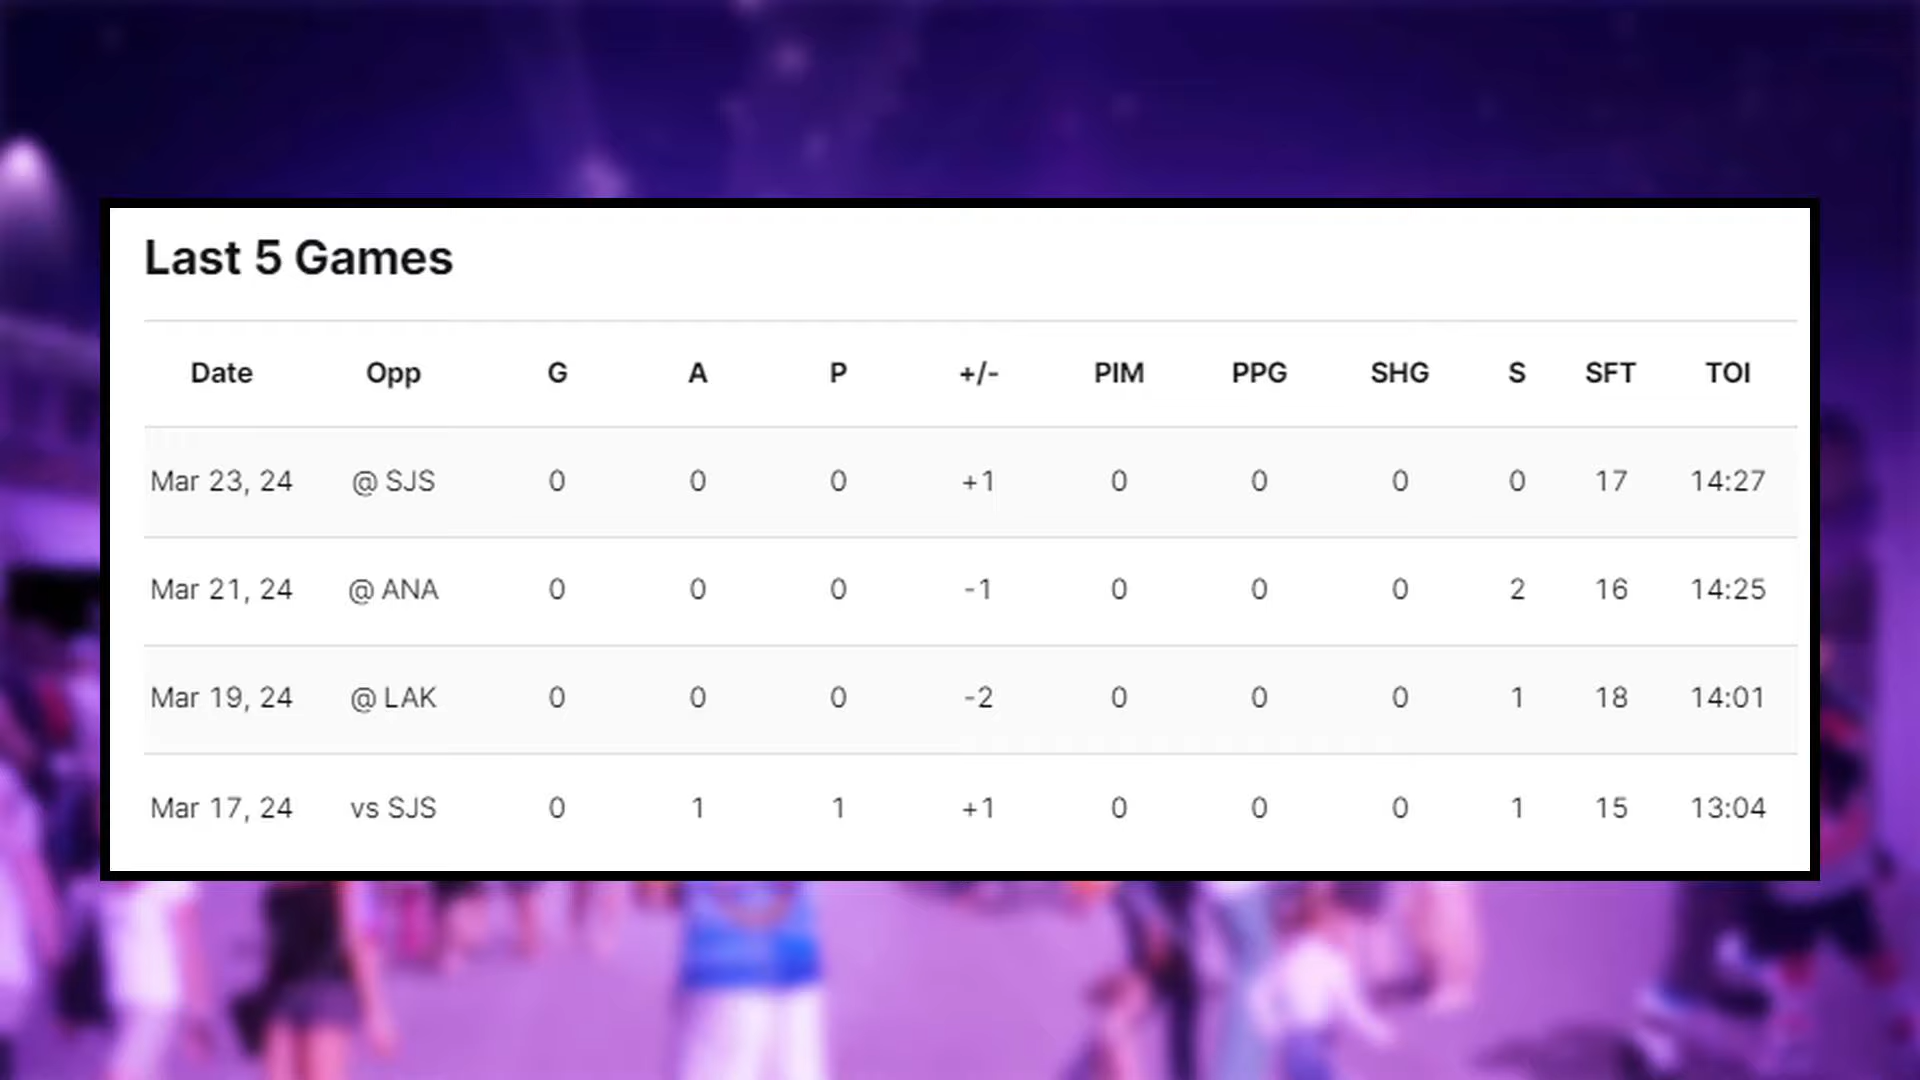 Last 5 Games
Date Opp G A P +/- PIM PPG SHG S SFT TOI
Mar 23, 24 @ SJS 0 0 0 +1 0 0 0 0 17 14:27
Mar 21, 24 @ ANA 0 0 0 -1 0 0 0 2 16 14:25
Mar 19, 24 @ LAK 0 0 0 -2 0 0 0 1 18 14:01
Mar 17, 24 vs SJS 0 1 1 +1 0 0 0 1 15 13:04